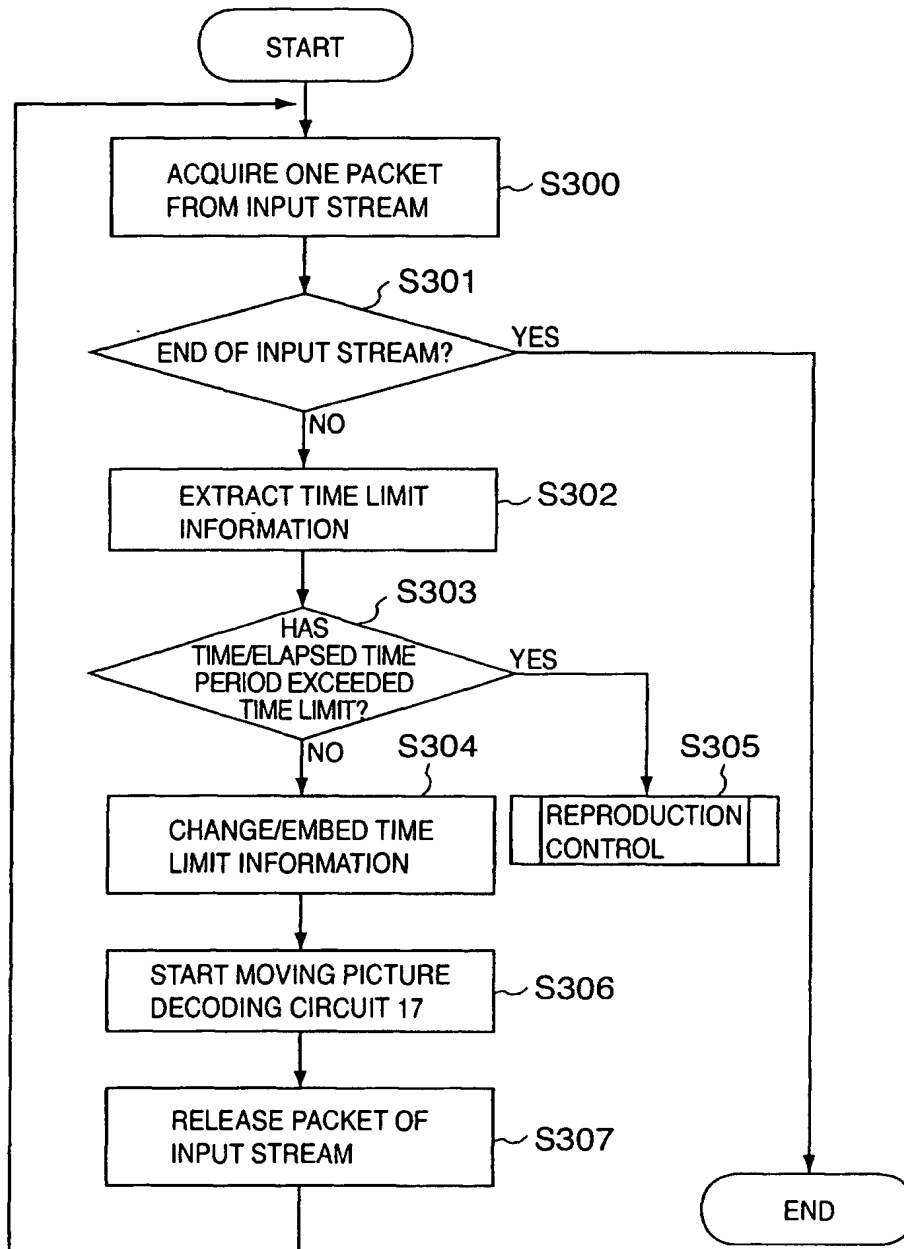 START
ACQUIRE ONE PACKET
FROM INPUT STREAM
S300
S301
END OF INPUT STREAM?
YES
NO
EXTRACT TIME LIMIT
INFORMATION
S302
S303
HAS
TIME/ELAPSED TIME
PERIOD EXCEEDED
TIME LIMIT?
YES
NO
S304
CHANGE/EMBED TIME
LIMIT INFORMATION
S305
REPRODUCTION
CONTROL
START MOVING PICTURE
DECODING CIRCUIT 17
S306
RELEASE PACKET OF
INPUT STREAM
S307
END